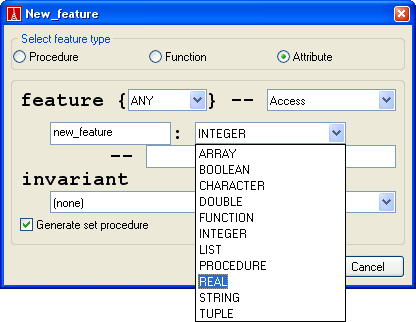 New_feature
Select feature type
Procedure Function Attribute
feature { ANY } -- Access
new_feature : INTEGER
--
ARRAY
BOOLEAN
CHARACTER
DOUBLE
FUNCTION
INTEGER
LIST
PROCEDURE
REAL
STRING
TUPLE
invariant
(none)
Generate set procedure
Cancel